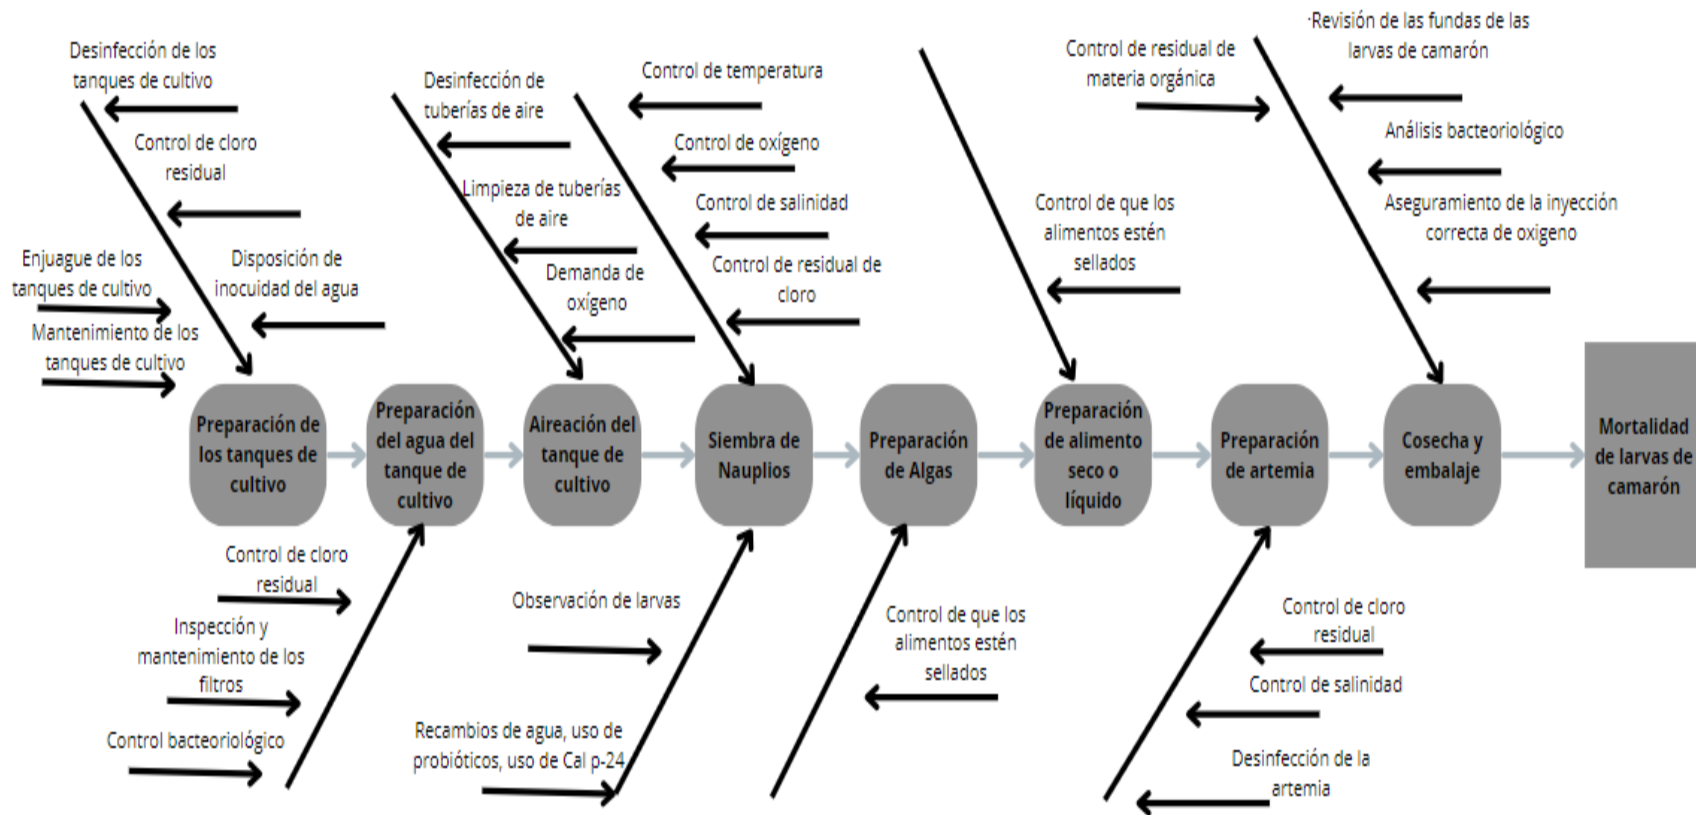 Desinfección de los
tanques de cultivo
Control de cloro
residual
Enjuague de los
tanques de cultivo
Disposición de
inocuidad del agua
Mantenimiento de los
tanques de cultivo
Desinfección de
tuberías de aire
Limpieza de tuberías
de aire
Demanda de
oxígeno
Control de temperatura
Control de oxígeno
Control de salinidad
Control de residual de
cloro
Control de que los
alimentos estén
sellados
Control de residual de
materia orgánica
·Revisión de las fundas de las
larvas de camarón
Análisis bacteoriológico
Aseguramiento de la inyección
correcta de oxigeno
Preparación de
los tanques de
cultivo
Preparación
del agua del
tanque de
cultivo
Aireación del
tanque de
cultivo
Siembra de
Nauplios
Preparación
de Algas
Preparación
de alimento
seco o
líquido
Preparación
de artemia
Cosecha y
embalaje
Mortalidad
de larvas de
camarón
Control de cloro
residual
Inspección y
mantenimiento de los
filtros
Control bacteoriológico
Observación de larvas
Recambios de agua, uso de
probióticos, uso de Cal p-24
Control de que los
alimentos estén
sellados
Control de cloro
residual
Control de salinidad
Desinfección de la
artemia